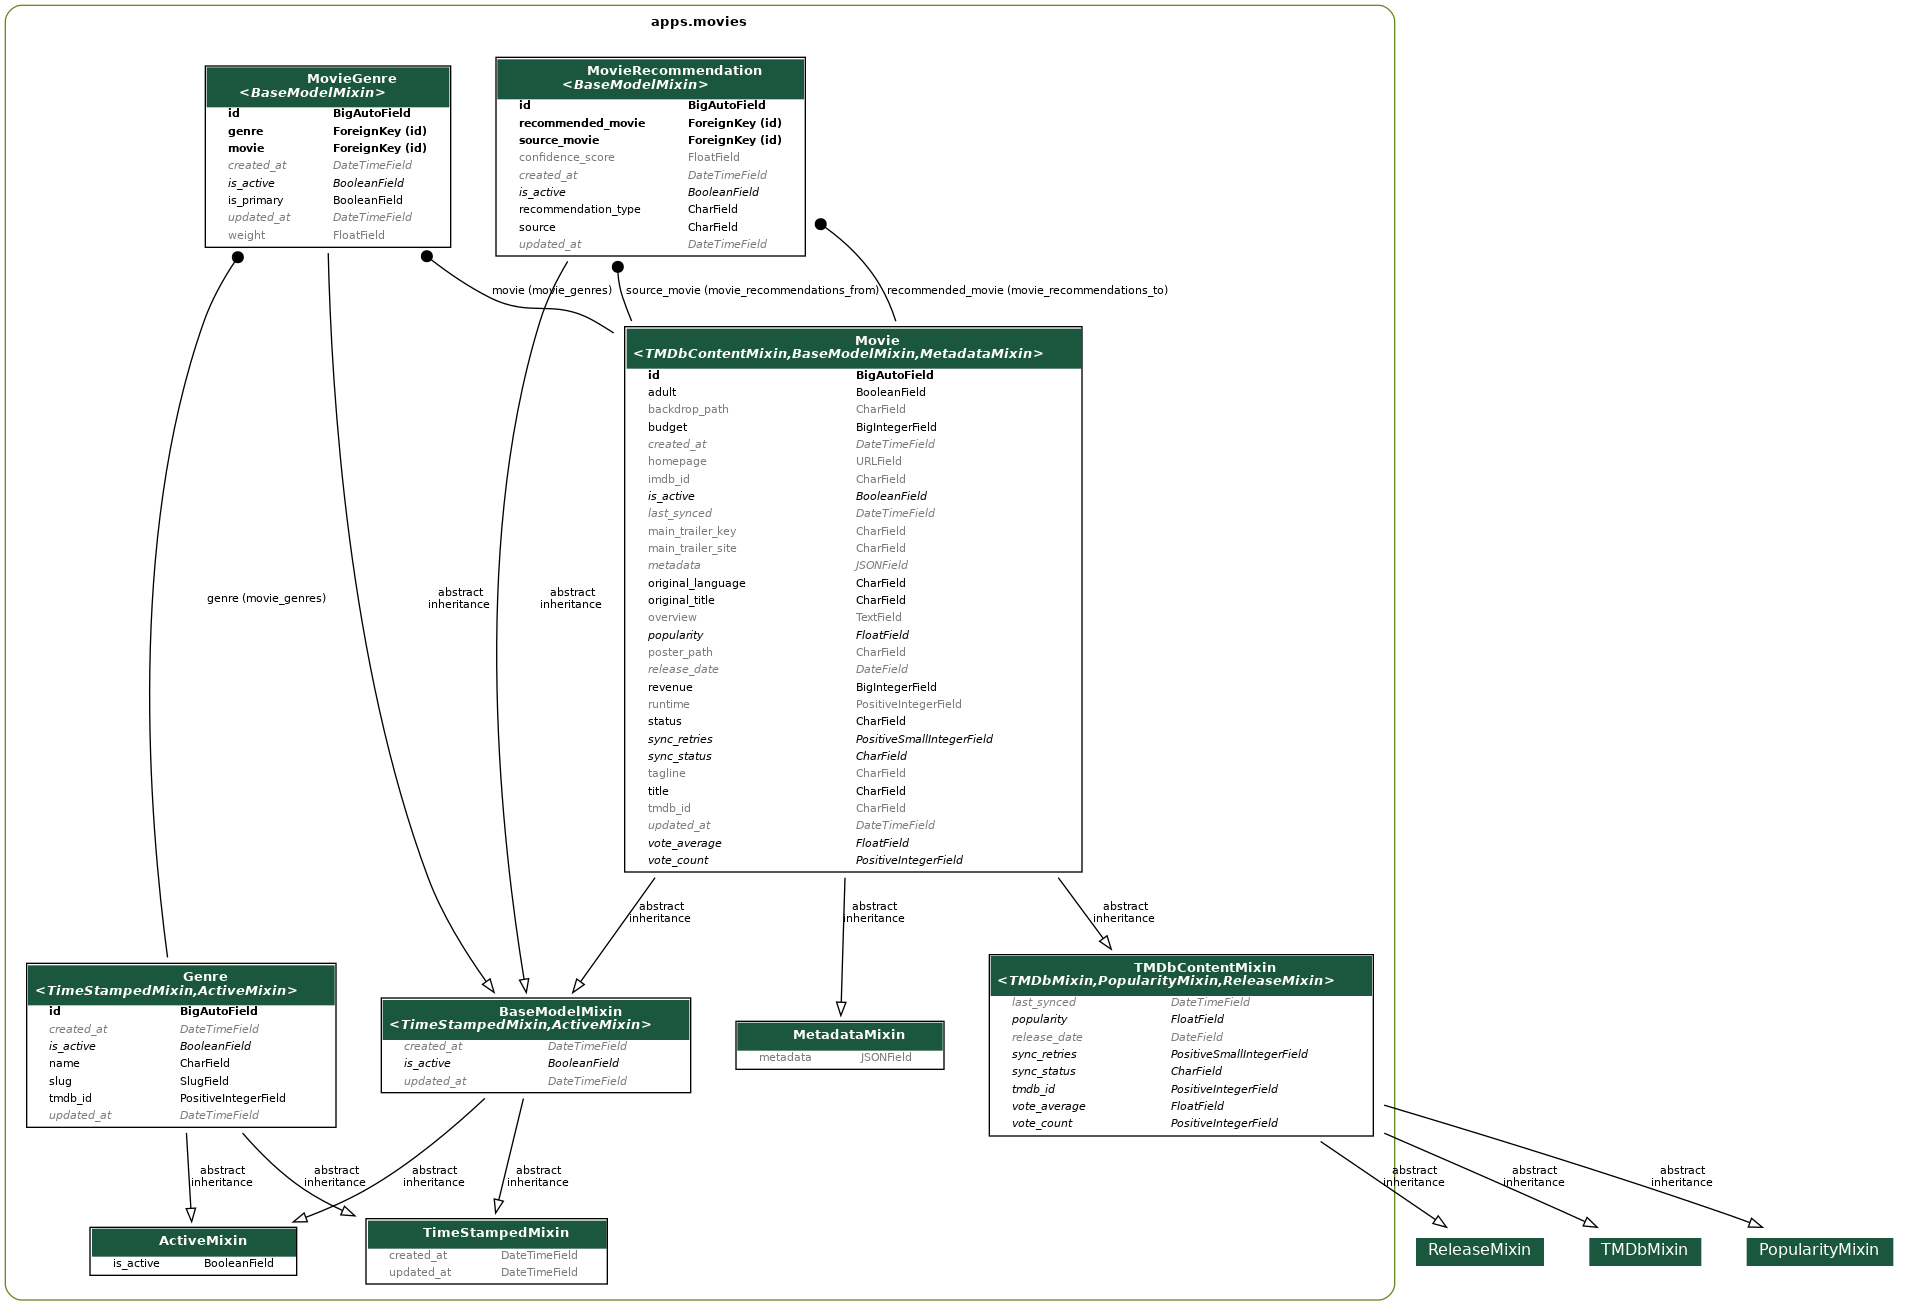 apps.movies
MovieGenre
<BaseModelMixin>
id BigAutoField
genre ForeignKey (id)
movie ForeignKey (id)
created_at DateTimeField
is_active BooleanField
is_primary BooleanField
updated_at DateTimeField
weight FloatField
MovieRecommendation
<BaseModelMixin>
id BigAutoField
recommended_movie ForeignKey (id)
source_movie ForeignKey (id)
confidence_score FloatField
created_at DateTimeField
is_active BooleanField
recommendation_type CharField
source CharField
updated_at DateTimeField
movie (movie_genres)
source_movie (movie_recommendations_from)
recommended_movie (movie_recommendations_to)
Movie
<TMDbContentMixin,BaseModelMixin,MetadataMixin>
id BigAutoField
adult BooleanField
backdrop_path CharField
budget BigIntegerField
created_at DateTimeField
homepage URLField
imdb_id CharField
is_active BooleanField
last_synced DateTimeField
main_trailer_key CharField
main_trailer_site CharField
metadata JSONField
original_language CharField
original_title CharField
overview TextField
popularity FloatField
poster_path CharField
release_date DateField
revenue BigIntegerField
runtime PositiveIntegerField
status CharField
sync_retries PositiveSmallIntegerField
sync_status CharField
tagline CharField
title CharField
tmdb_id CharField
updated_at DateTimeField
vote_average FloatField
vote_count PositiveIntegerField
genre (movie_genres)
abstract
inheritance
abstract
inheritance
abstract
inheritance
abstract
inheritance
abstract
inheritance
Genre
<TimeStampedMixin,ActiveMixin>
id BigAutoField
created_at DateTimeField
is_active BooleanField
name CharField
slug SlugField
tmdb_id PositiveIntegerField
updated_at DateTimeField
BaseModelMixin
<TimeStampedMixin,ActiveMixin>
created_at DateTimeField
is_active BooleanField
updated_at DateTimeField
MetadataMixin
metadata JSONField
TMDbContentMixin
<TMDbMixin,PopularityMixin,ReleaseMixin>
last_synced DateTimeField
popularity FloatField
release_date DateField
sync_retries PositiveSmallIntegerField
sync_status CharField
tmdb_id PositiveIntegerField
vote_average FloatField
vote_count PositiveIntegerField
abstract
inheritance
abstract
inheritance
abstract
inheritance
abstract
inheritance
abstract
inheritance
abstract
inheritance
abstract
inheritance
ActiveMixin
is_active BooleanField
TimeStampedMixin
created_at DateTimeField
updated_at DateTimeField
ReleaseMixin
TMDbMixin
PopularityMixin